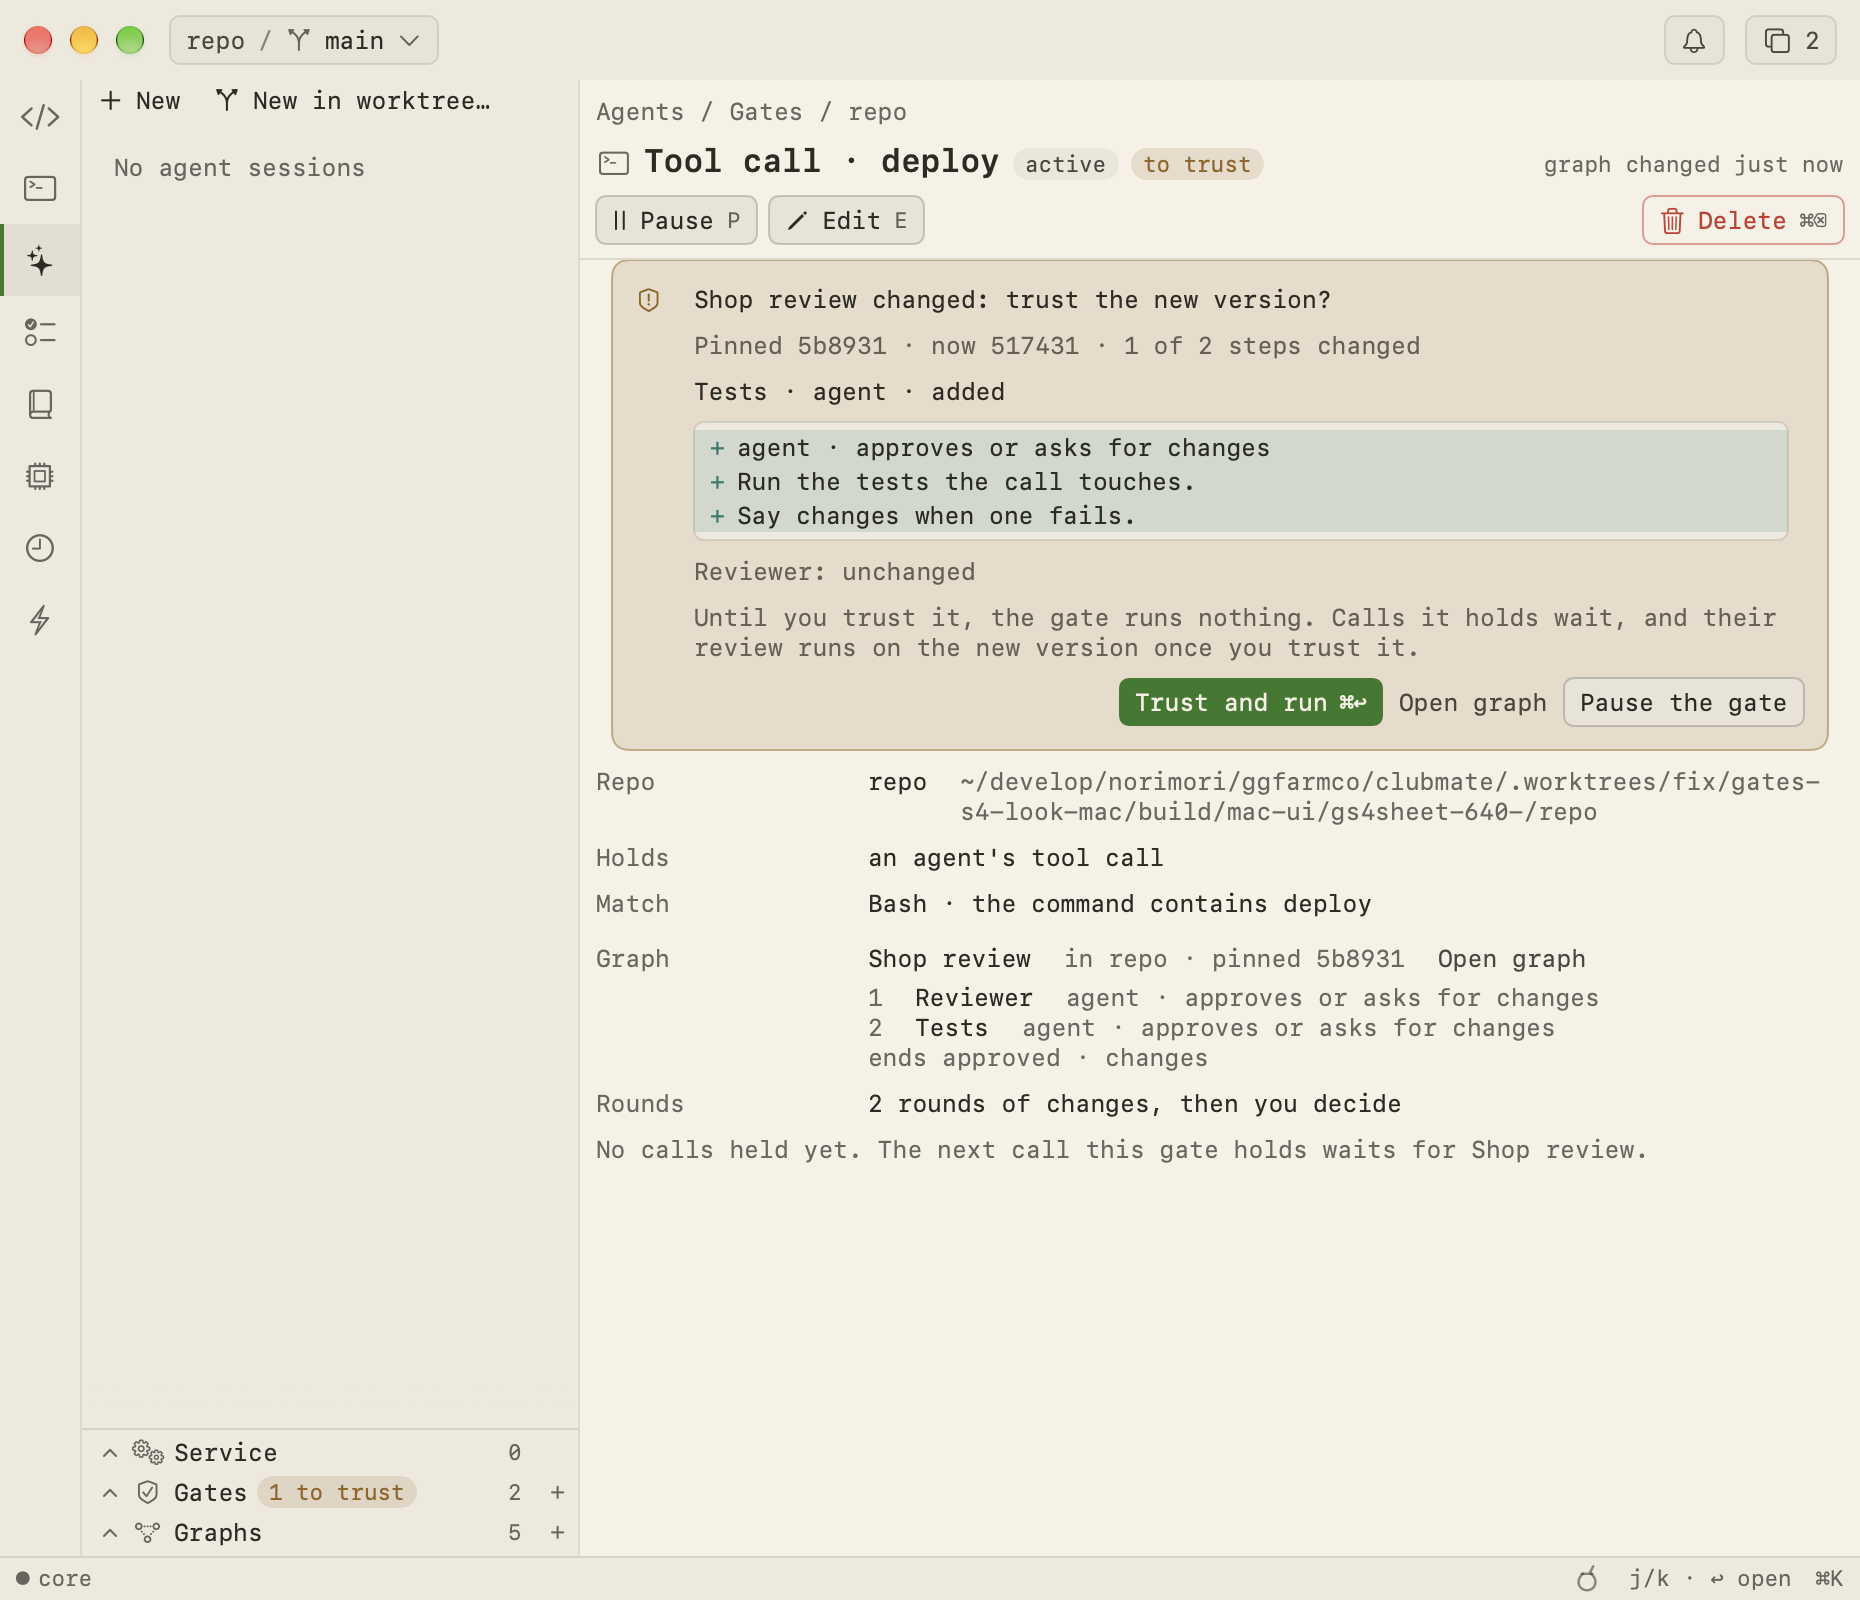 repo / main
2
New New in worktree…
No agent sessions
Agents / Gates / repo
Tool call · deploy active to trust
graph changed just now
Pause P
Edit E
Delete ⌘⌫
Shop review changed: trust the new version?
Pinned 5b8931 · now 517431 · 1 of 2 steps changed
Tests · agent · added
+ agent · approves or asks for changes
+ Run the tests the call touches.
+ Say changes when one fails.
Reviewer: unchanged
Until you trust it, the gate runs nothing. Calls it holds wait, and their
review runs on the new version once you trust it.
Trust and run ⌘↩ Open graph Pause the gate
Repo repo ~/develop/norimori/ggfarmco/clubmate/.worktrees/fix/gates-
s4-look-mac/build/mac-ui/gs4sheet-640-/repo
Holds an agent's tool call
Match Bash · the command contains deploy
Graph Shop review in repo · pinned 5b8931 Open graph
1 Reviewer agent · approves or asks for changes
2 Tests agent · approves or asks for changes
ends approved · changes
Rounds 2 rounds of changes, then you decide
No calls held yet. The next call this gate holds waits for Shop review.
Service 0
Gates 1 to trust 2 +
Graphs 5 +
core
j/k · ↩ open ⌘K